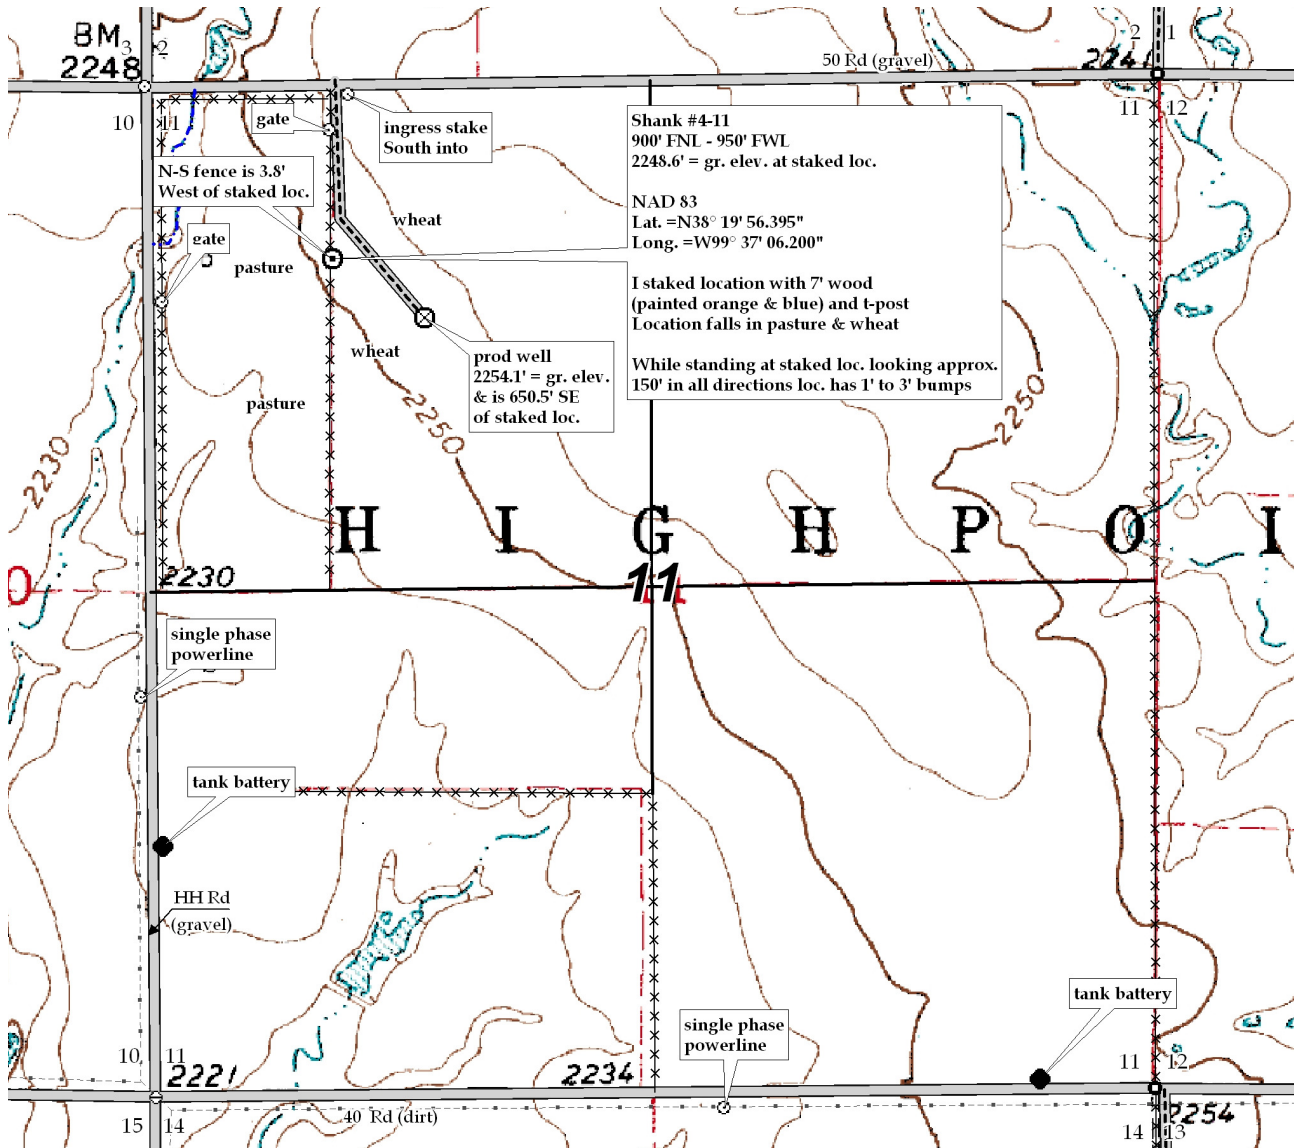 BM
2248
3
2
50 Rd (gravel)
2
1
10
11
11
12
gate
ingress stake
South into
N-S fence is 3.8'
West of staked loc.
Shank #4-11
900' FNL - 950' FWL
2248.6' = gr. elev. at staked loc.
NAD 83
Lat. =N38° 19' 56.395"
Long. =W99° 37' 06.200"
I staked location with 7' wood
(painted orange & blue) and t-post
Location falls in pasture & wheat
While standing at staked loc. looking approx.
150' in all directions loc. has 1' to 3' bumps
wheat
gate
pasture
wheat
prod well
2254.1' = gr. elev.
& is 650.5' SE
of staked loc.
pasture
2250
2250
2230
H I G H P O I
11
2230
single phase
powerline
tank battery
HH Rd
(gravel)
tank battery
single phase
powerline
10
11
2221
2234
11
12
40 Rd (dirt)
15
14
2254
14
13